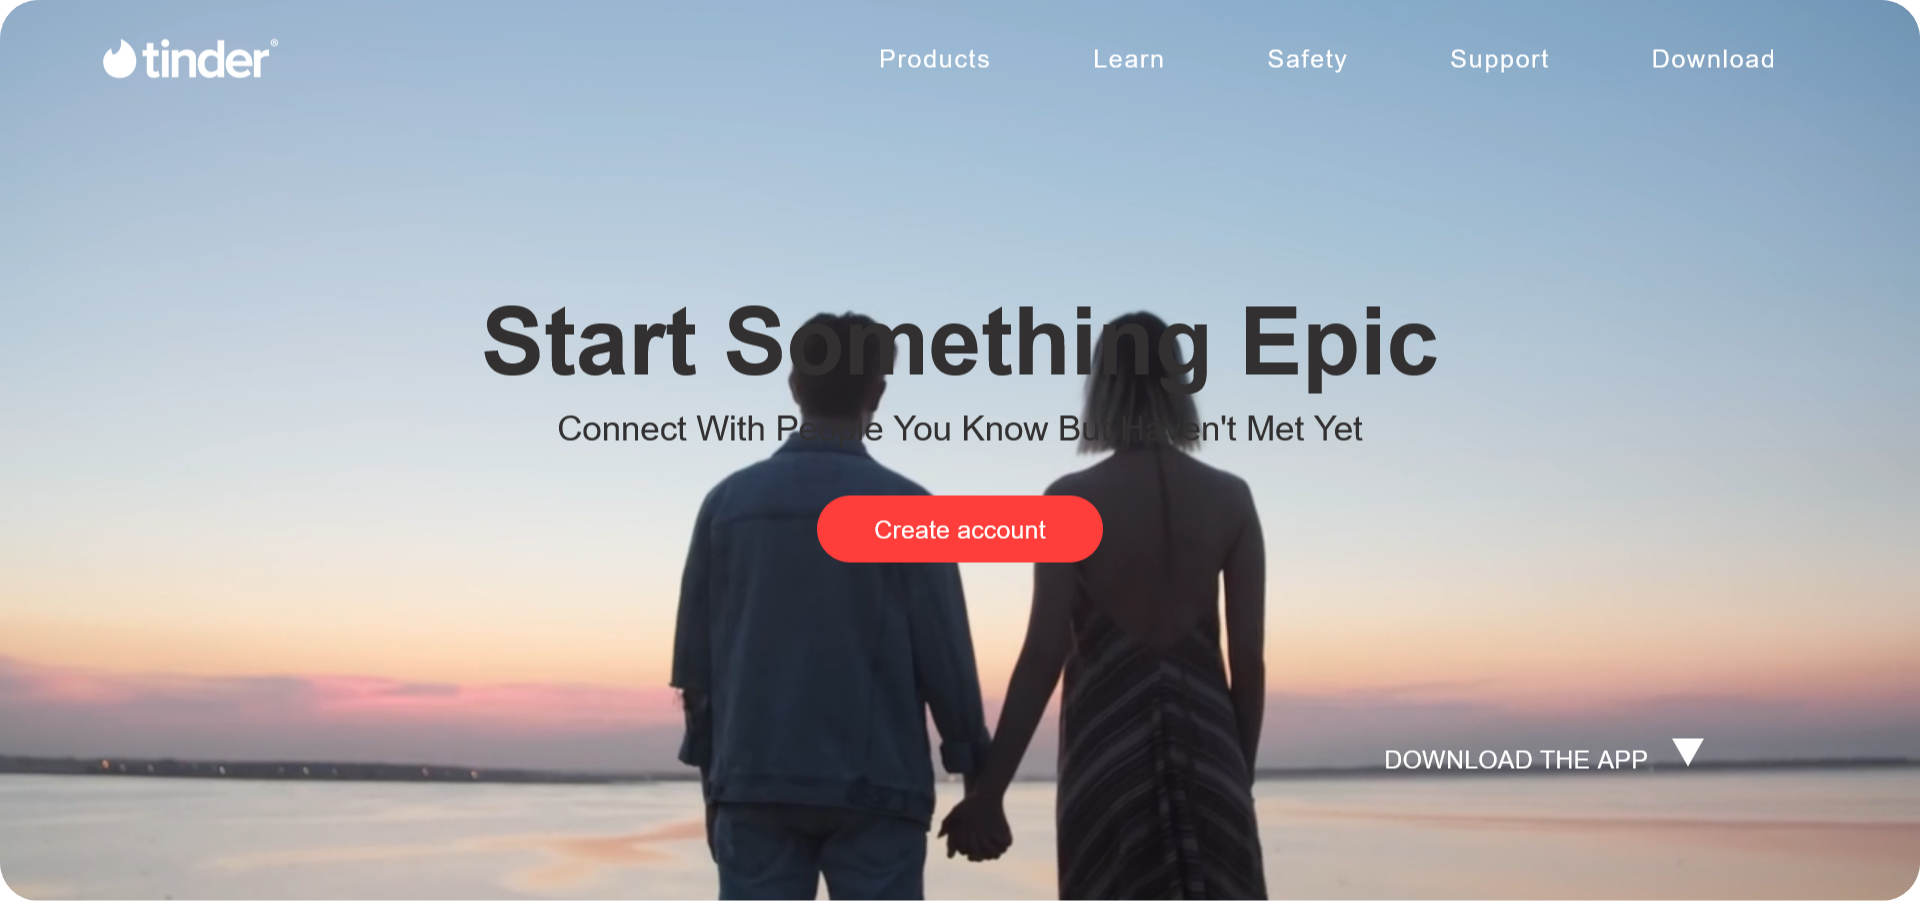 tinder®
Products Learn Safety Support Download
Start Something Epic
Connect With People You Know But Haven't Met Yet
Create account
DOWNLOAD THE APP